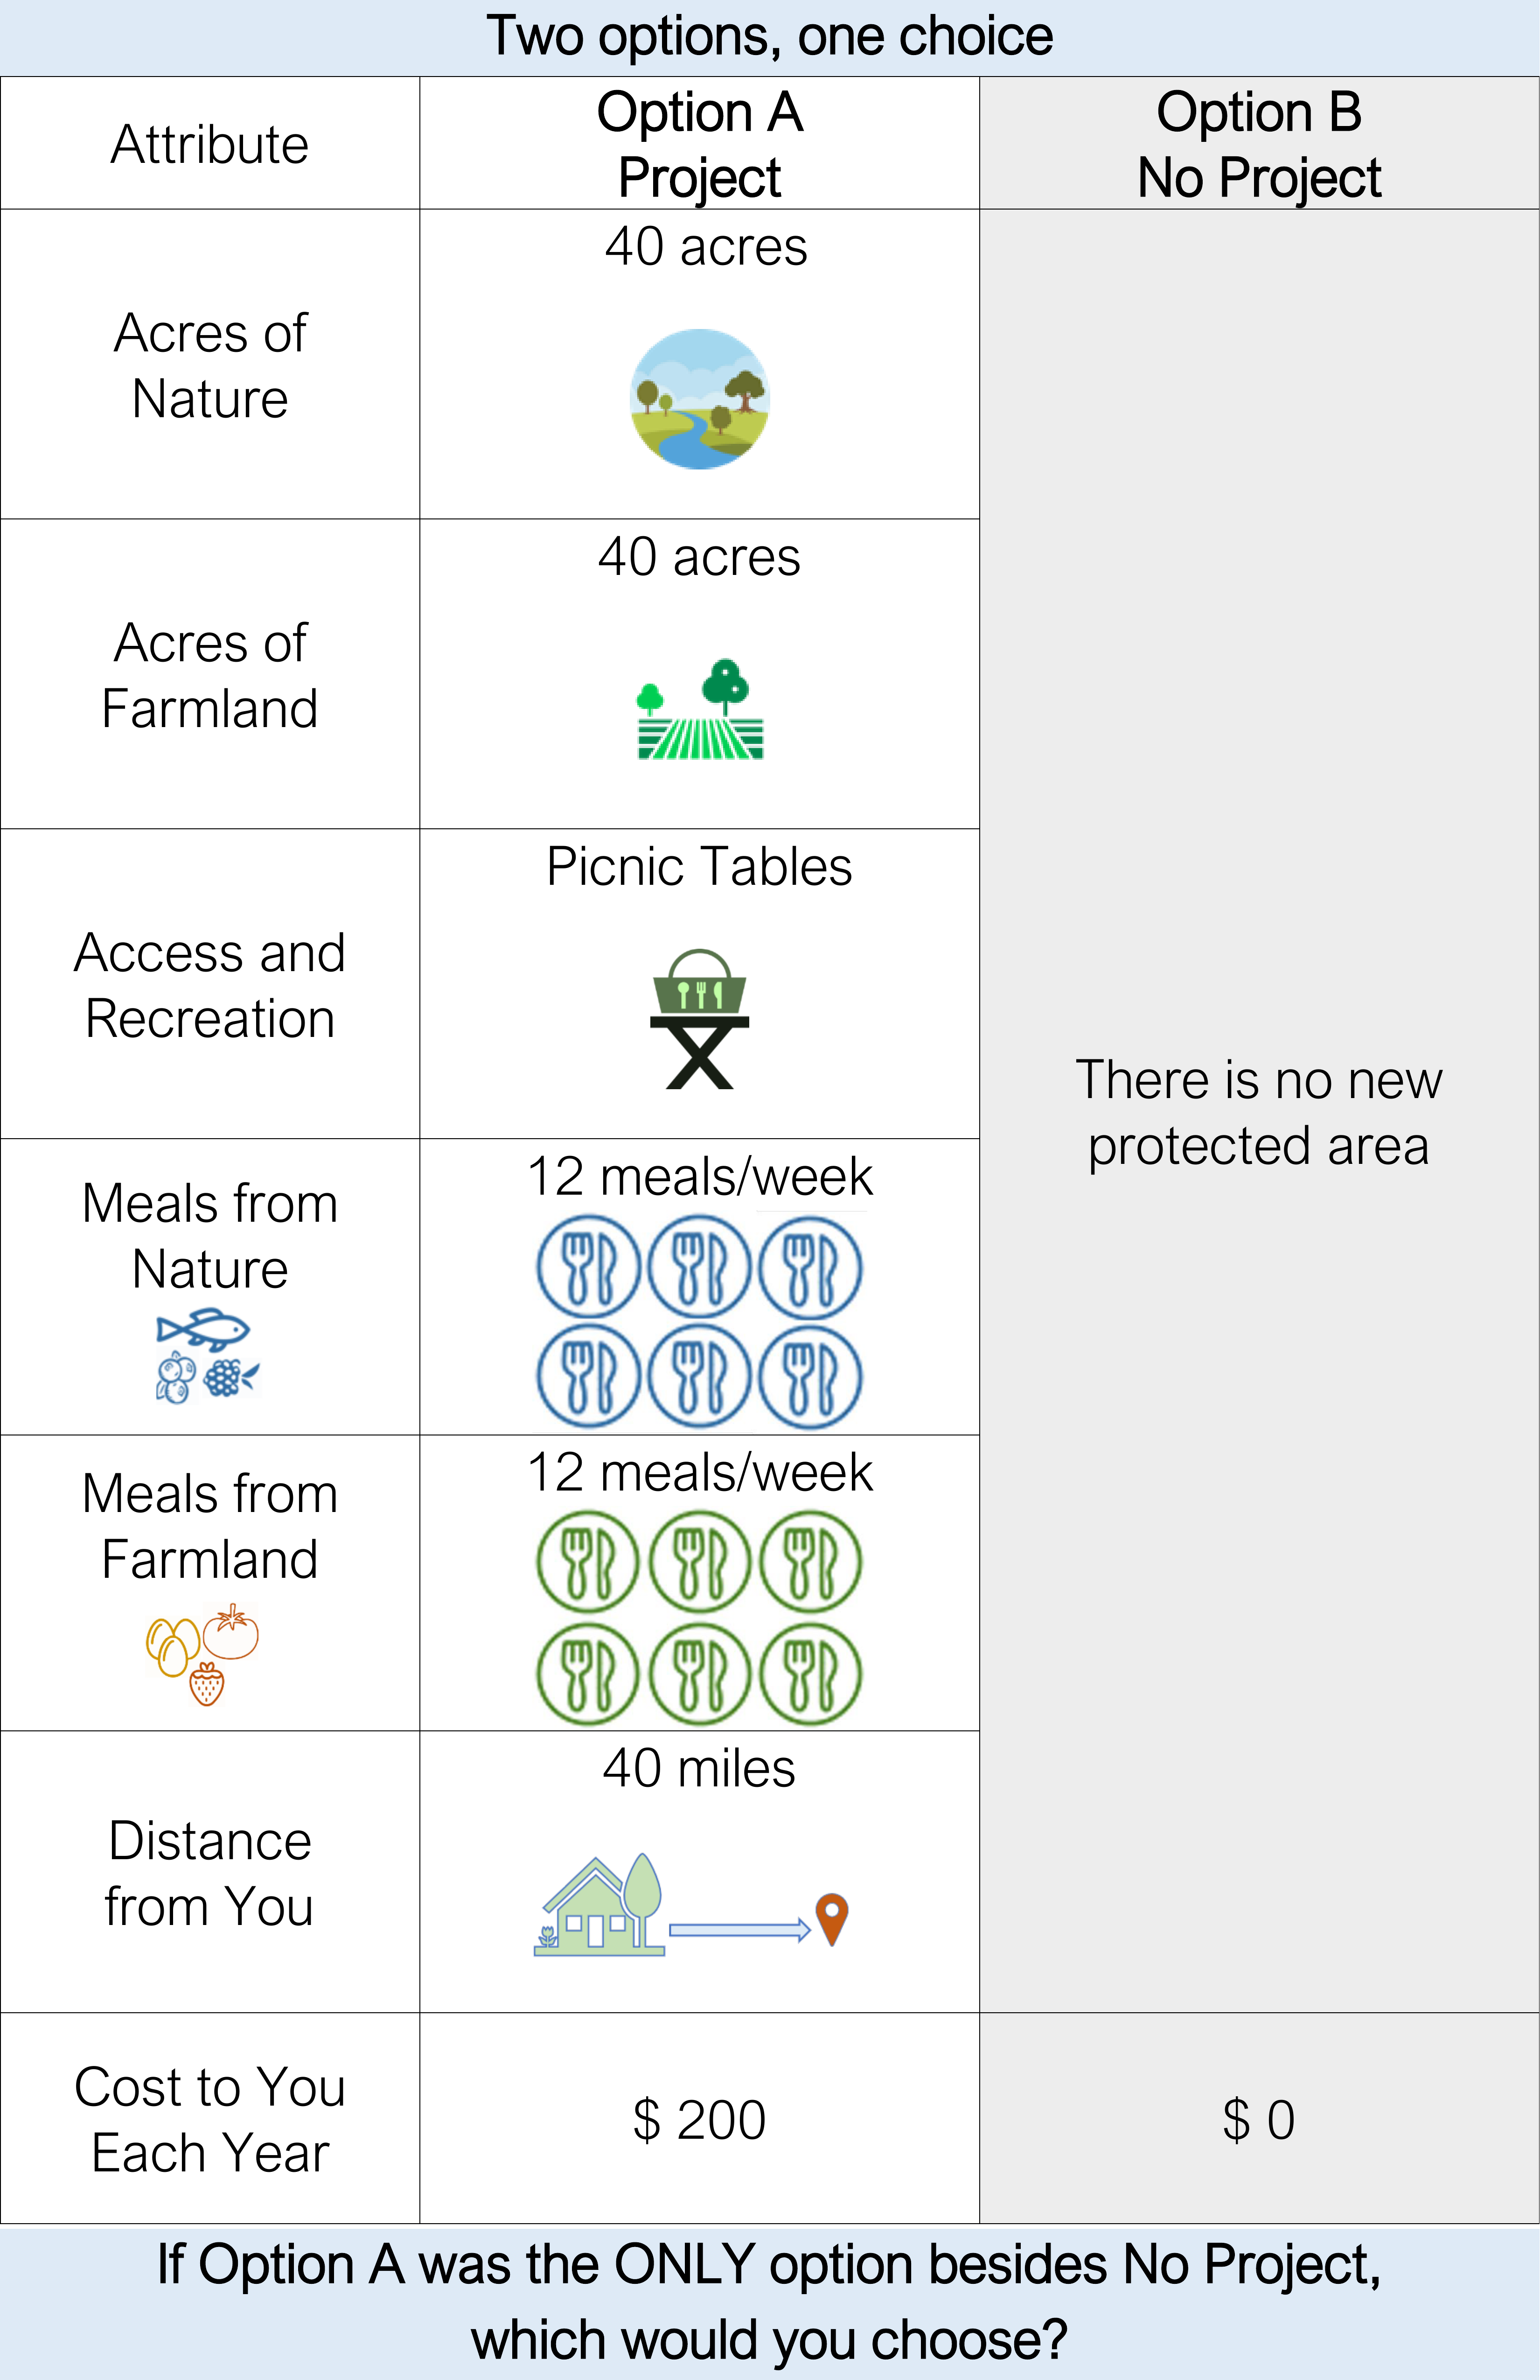 Two options, one choice
Attribute
Option A
Project
Option B
No Project
Acres of
Nature
40 acres
Acres of
Farmland
40 acres
Access and
Recreation
Picnic Tables
There is no new
protected area
Meals from
Nature
12 meals/week
Meals from
Farmland
12 meals/week
Distance
from You
40 miles
Cost to You
Each Year
$ 200
$ 0
If Option A was the ONLY option besides No Project,
which would you choose?